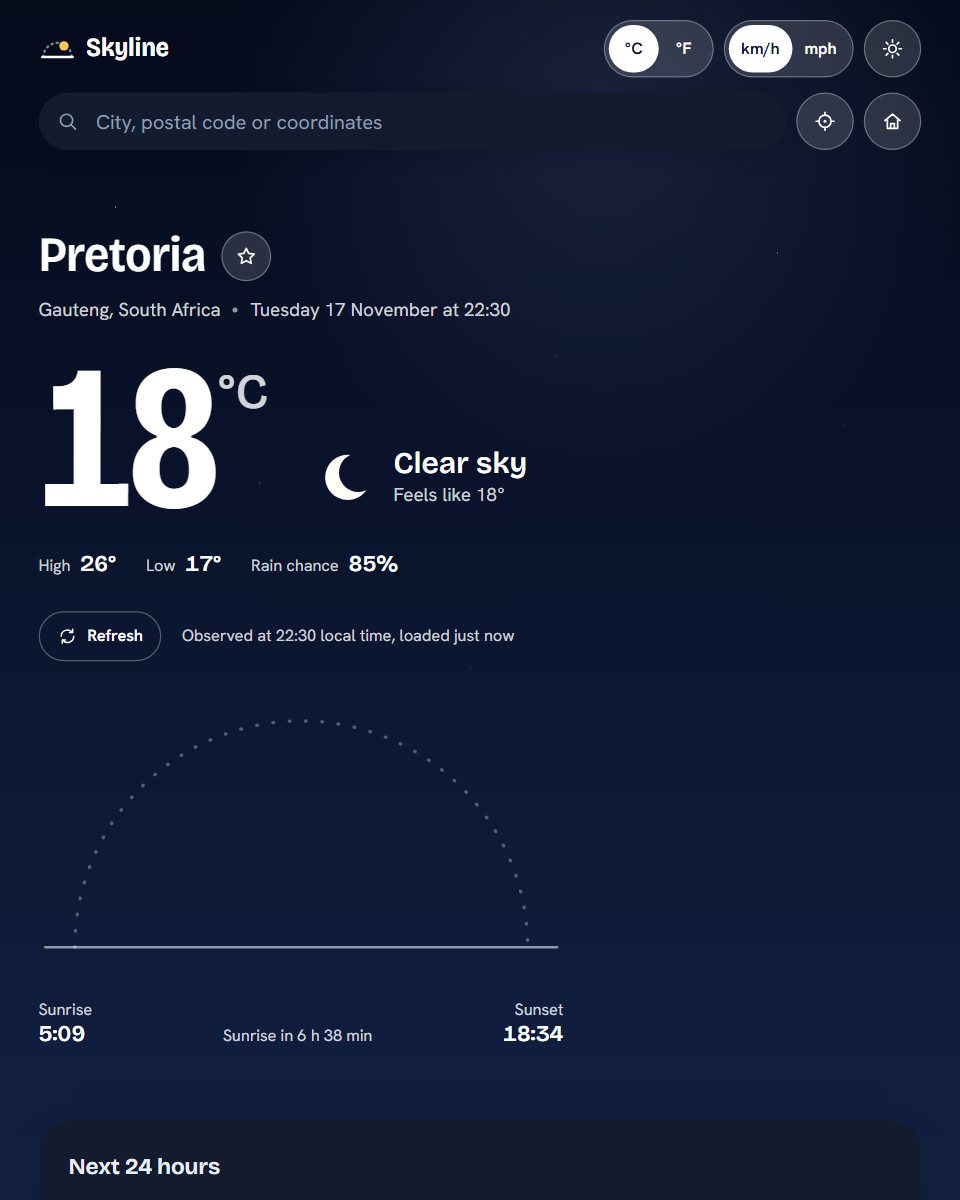 Skyline
°C °F km/h mph
City, postal code or coordinates
Pretoria
Gauteng, South Africa • Tuesday 17 November at 22:30
18°C
Clear sky
Feels like 18°
High 26° Low 17° Rain chance 85%
Refresh Observed at 22:30 local time, loaded just now
Sunrise Sunset
5:09 Sunrise in 6 h 38 min 18:34
Next 24 hours